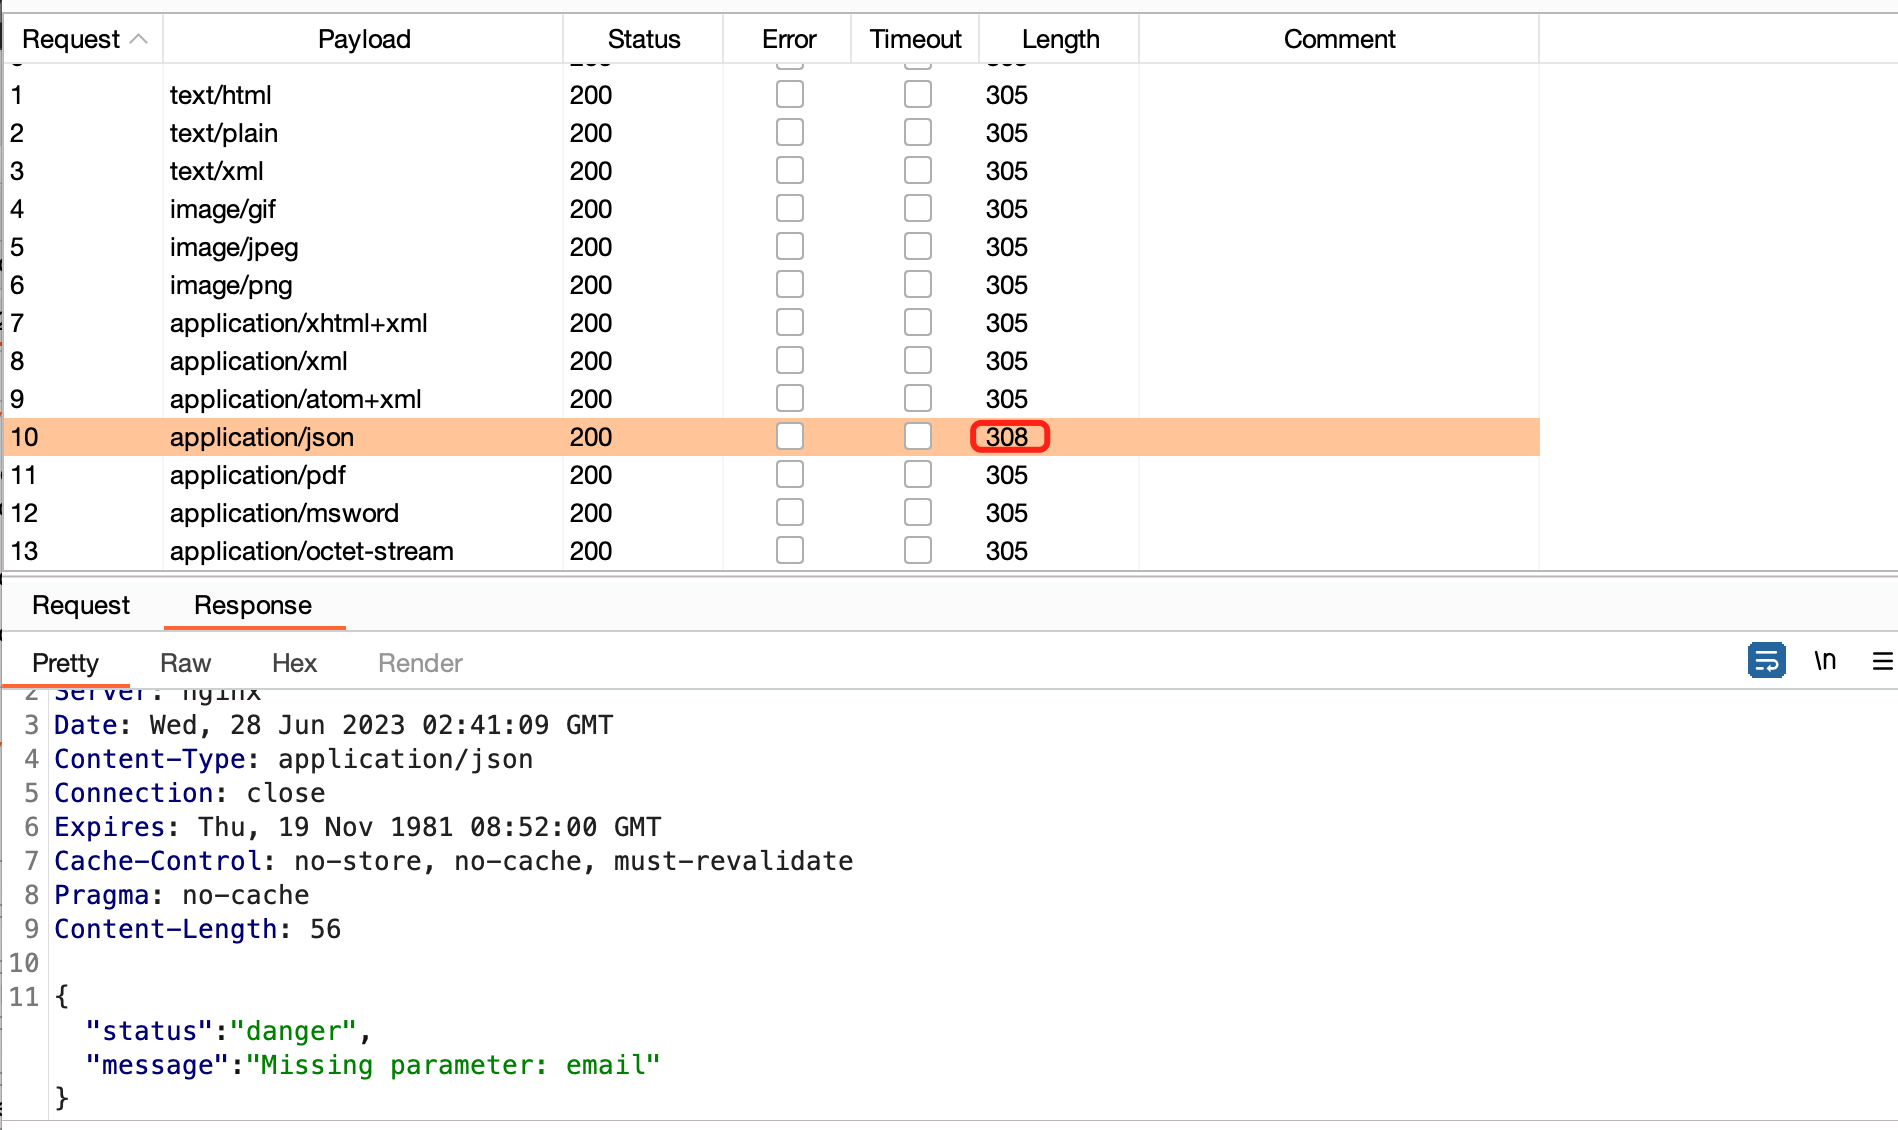 Request Payload Status Error Timeout Length Comment
1 text/html 200 305
2 text/plain 200 305
3 text/xml 200 305
4 image/gif 200 305
5 image/jpeg 200 305
6 image/png 200 305
7 application/xhtml+xml 200 305
8 application/xml 200 305
9 application/atom+xml 200 305
10 application/json 200 308
11 application/pdf 200 305
12 application/msword 200 305
13 application/octet-stream 200 305
Request Response
Pretty Raw Hex Render \n
2 Server: nginx
3 Date: Wed, 28 Jun 2023 02:41:09 GMT
4 Content-Type: application/json
5 Connection: close
6 Expires: Thu, 19 Nov 1981 08:52:00 GMT
7 Cache-Control: no-store, no-cache, must-revalidate
8 Pragma: no-cache
9 Content-Length: 56
10
11 {
"status":"danger",
"message":"Missing parameter: email"
}